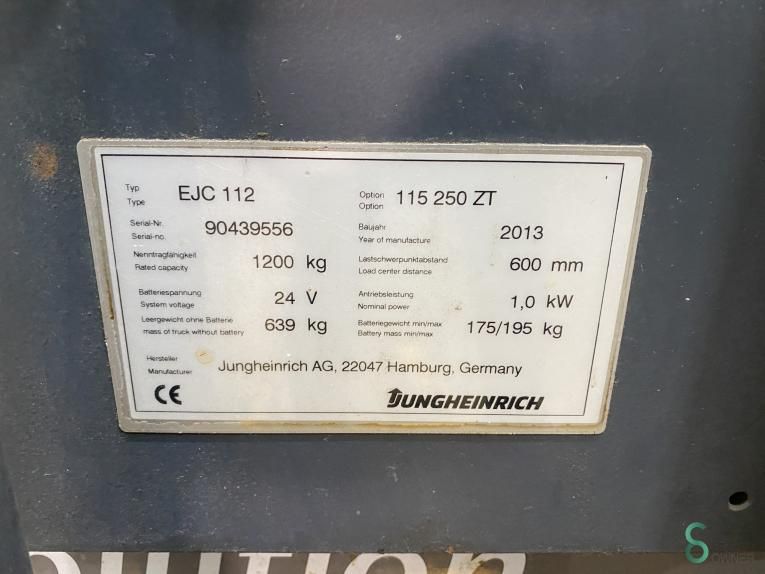 Typ EJC 112 Option 115 250 ZT
Type Option
Serial-Nr. 90439556 Baujahr 2013
Serial-no. Year of manufacture
Nenntragfähigkeit 1200 kg Lastschwerpunktabstand 600 mm
Rated capacity Load center distance
Batteriespannung 24 V Antriebsleistung 1,0 kW
System voltage Nominal power
Leergewicht ohne Batterie 639 kg Batteriegewicht min/max 175/195 kg
mass of truck without battery Battery mass min/max
Hersteller Jungheinrich AG, 22047 Hamburg, Germany
Manufacturer
CE JUNGHEINRICH
OWNER